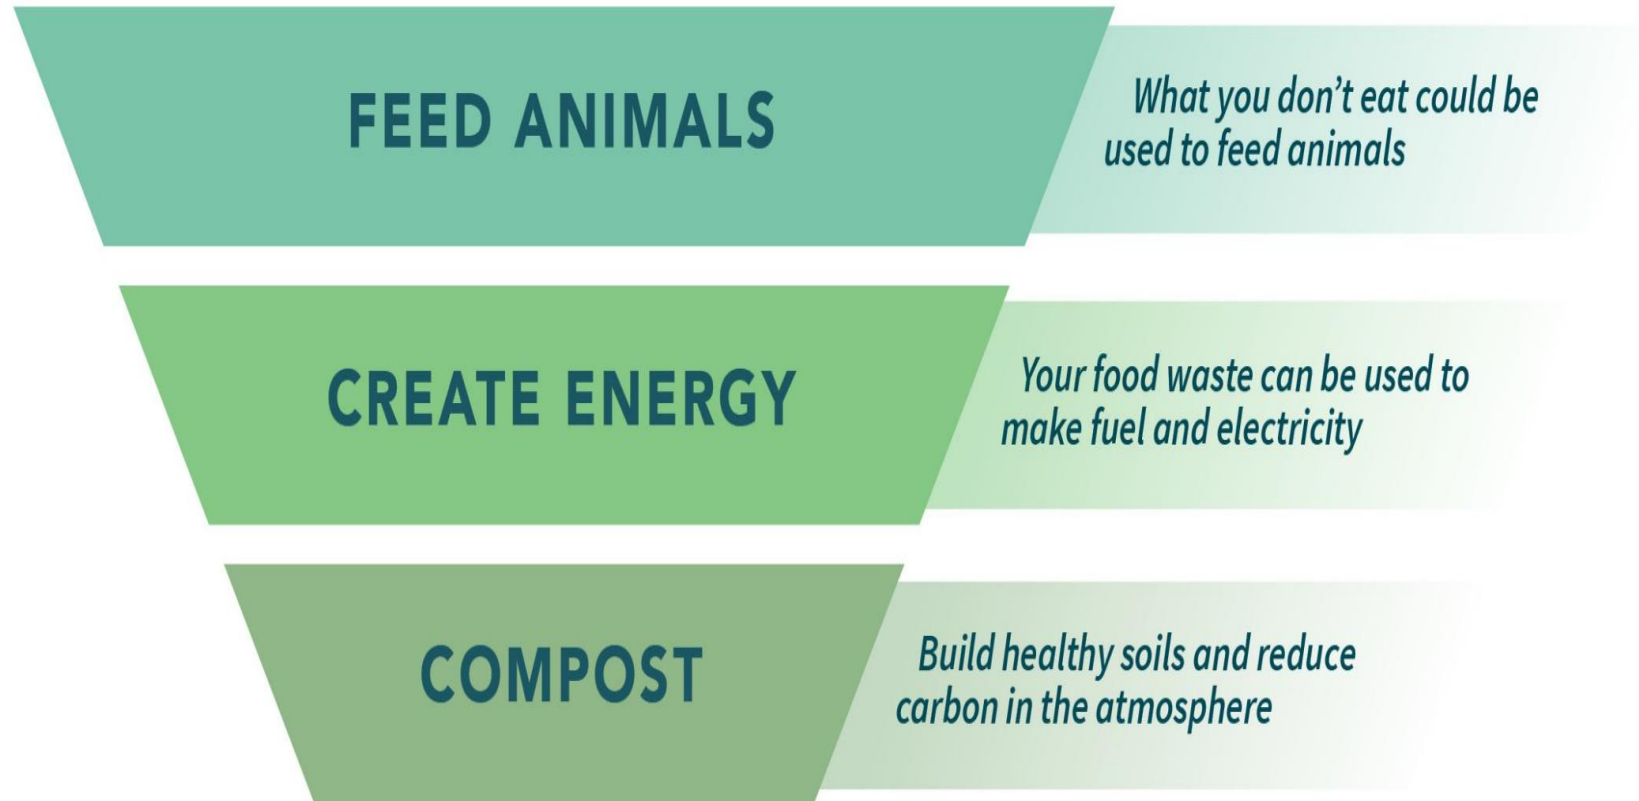 FEED ANIMALS
What you don’t eat could be
used to feed animals
CREATE ENERGY
Your food waste can be used to
make fuel and electricity
COMPOST
Build healthy soils and reduce
carbon in the atmosphere